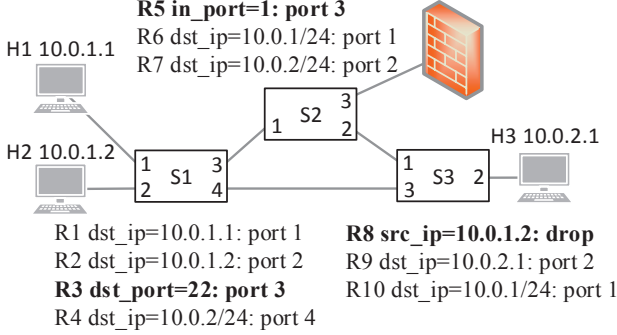 R5 in_port=1: port 3
R6 dst_ip=10.0.1/24: port 1
R7 dst_ip=10.0.2/24: port 2
H1 10.0.1.1
H2 10.0.1.2
H3 10.0.2.1
1 S2 3 2
1 2 S1 3 4
1 3 S3 2
R1 dst_ip=10.0.1.1: port 1
R2 dst_ip=10.0.1.2: port 2
R3 dst_port=22: port 3
R4 dst_ip=10.0.2/24: port 4
R8 src_ip=10.0.1.2: drop
R9 dst_ip=10.0.2.1: port 2
R10 dst_ip=10.0.1/24: port 1